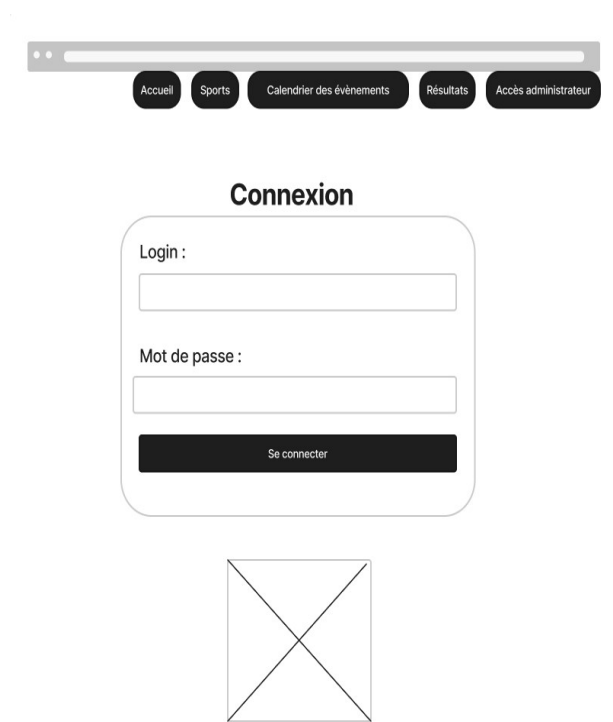 Accueil Sports Calendrier des évènements Résultats Accès administrateur
Connexion
Login :
Mot de passe :
Se connecter